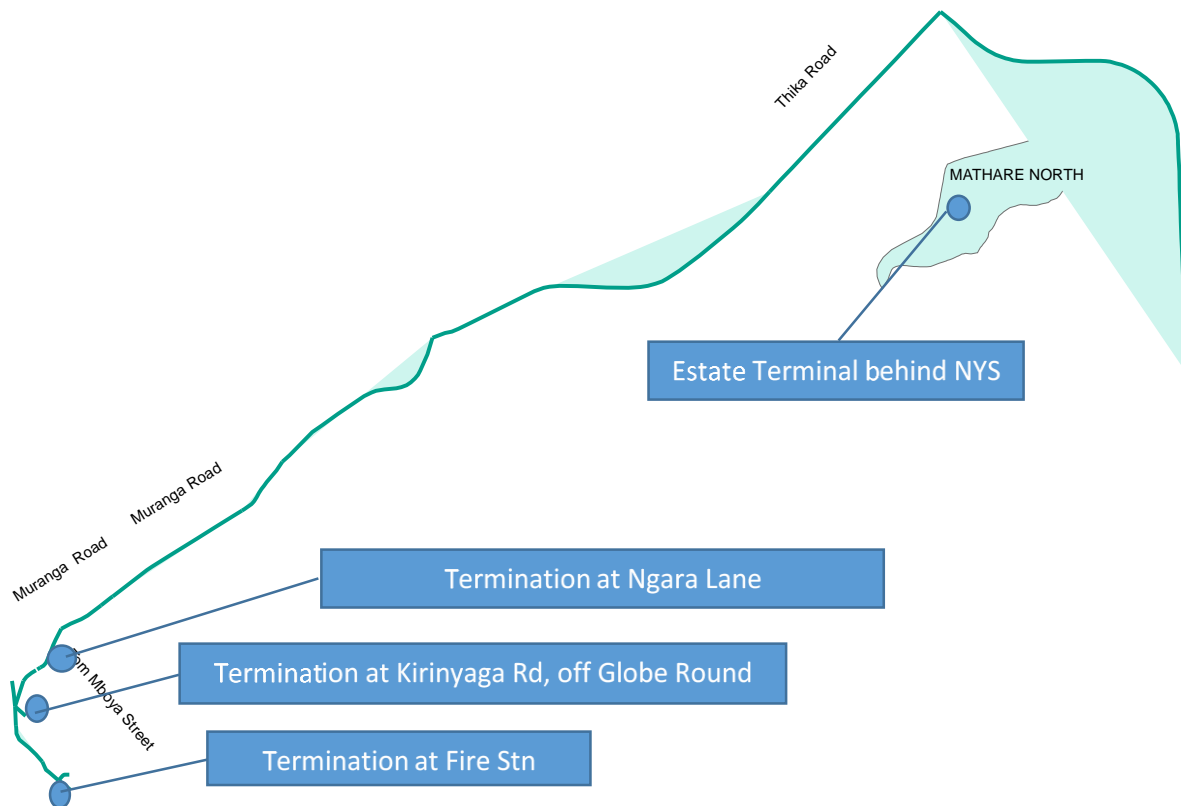 Thika Road
MATHARE NORTH
Estate Terminal behind NYS
Muranga Road
Muranga Road
Termination at Ngara Lane
Tom Mboya Street
Termination at Kirinyaga Rd, off Globe Round
Termination at Fire Stn